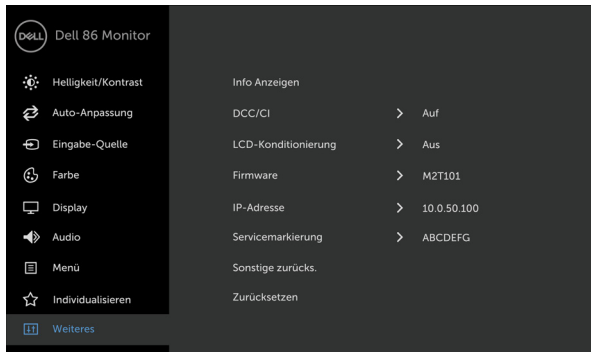 DELL Dell 86 Monitor
Helligkeit/Kontrast Info Anzeigen
Auto-Anpassung DCC/CI > Auf
Eingabe-Quelle LCD-Konditionierung > Aus
Farbe Firmware > M2T101
Display IP-Adresse > 10.0.50.100
Audio Servicemarkierung > ABCDEFG
Menü Sonstige zurücks.
Individualisieren Zurücksetzen
Weiteres